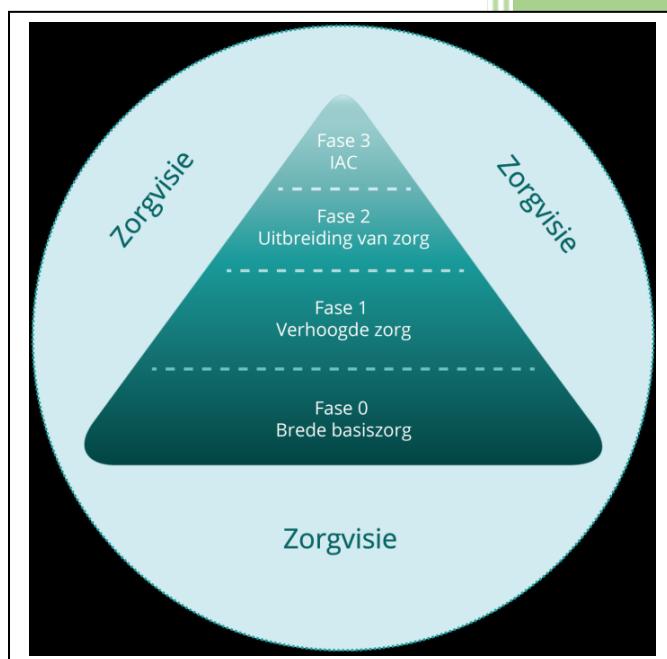 Zorgvisie
Zorgvisie
Fase 3
IAC
Fase 2
Uitbreiding van zorg
Fase 1
Verhoogde zorg
Fase 0
Brede basiszorg
Zorgvisie